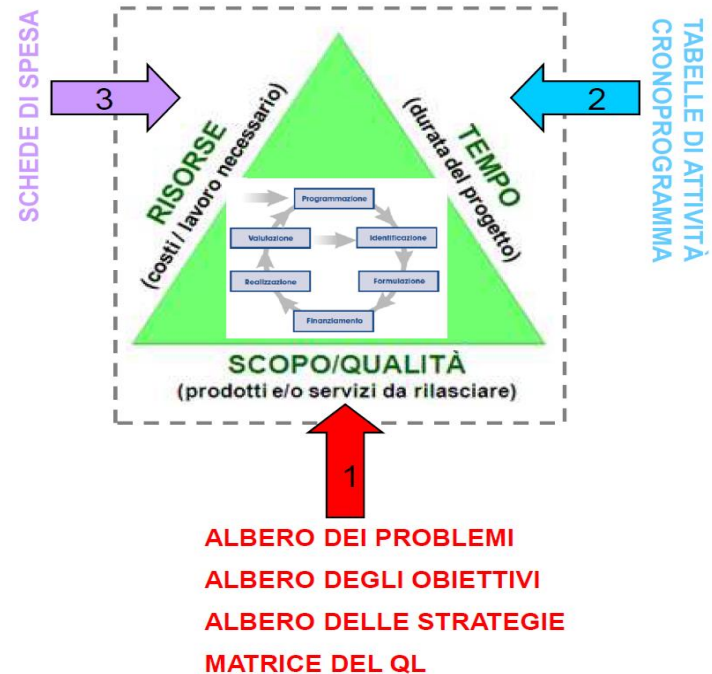 SCHEDE DI SPESA
3
RISORSE
(costi / lavoro necessario)
TEMPO
(durata del progetto)
2
TABELLE DI ATTIVITÀ
CRONOPROGRAMMA
Programmazione
Valutazione
Identificazione
Realizzazione
Formulazione
Finanziamento
SCOPO/QUALITÀ
(prodotti e/o servizi da rilasciare)
1
ALBERO DEI PROBLEMI
ALBERO DEGLI OBIETTIVI
ALBERO DELLE STRATEGIE
MATRICE DEL QL